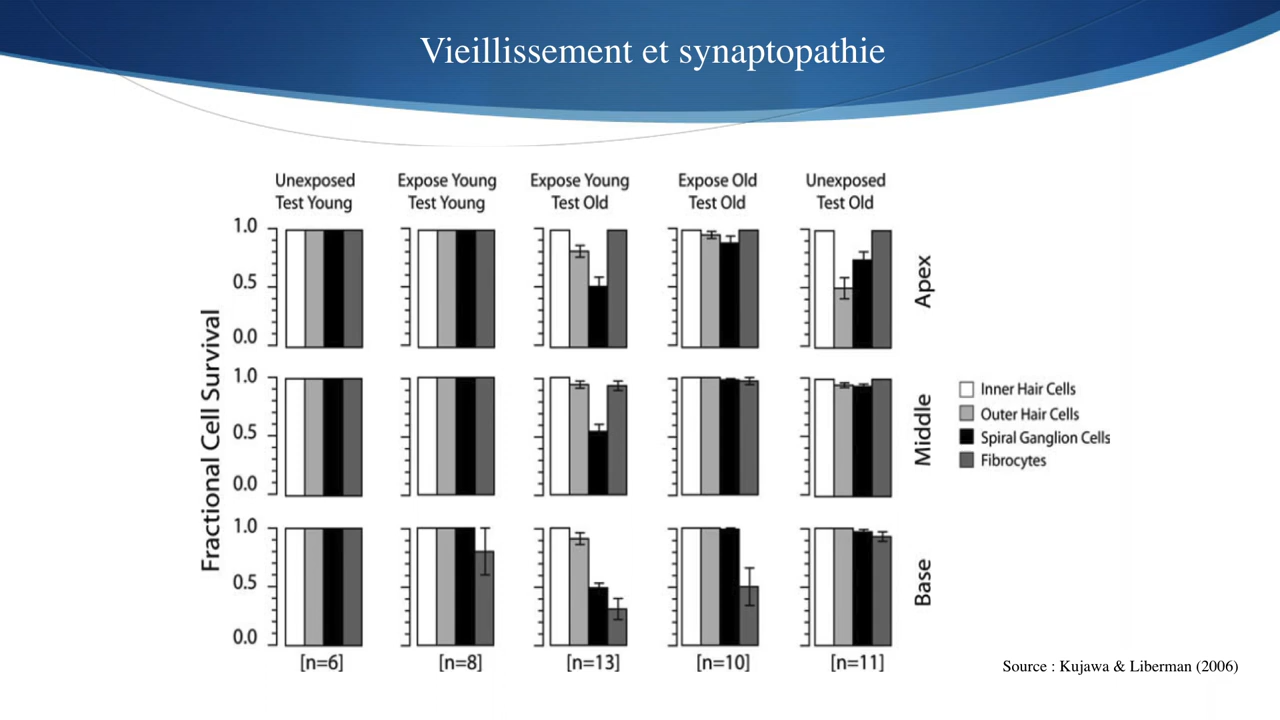 Vieillissement et synaptopathie
Unexposed
Test Young
Expose Young
Test Young
Expose Young
Test Old
Expose Old
Test Old
Unexposed
Test Old
Fractional Cell Survival
1.0
0.5
0.0
Apex
1.0
0.5
0.0
Middle
1.0
0.5
0.0
Base
Inner Hair Cells
Outer Hair Cells
Spiral Ganglion Cells
Fibrocytes
[n=6]
[n=8]
[n=13]
[n=10]
[n=11]
Source : Kujawa & Liberman (2006)